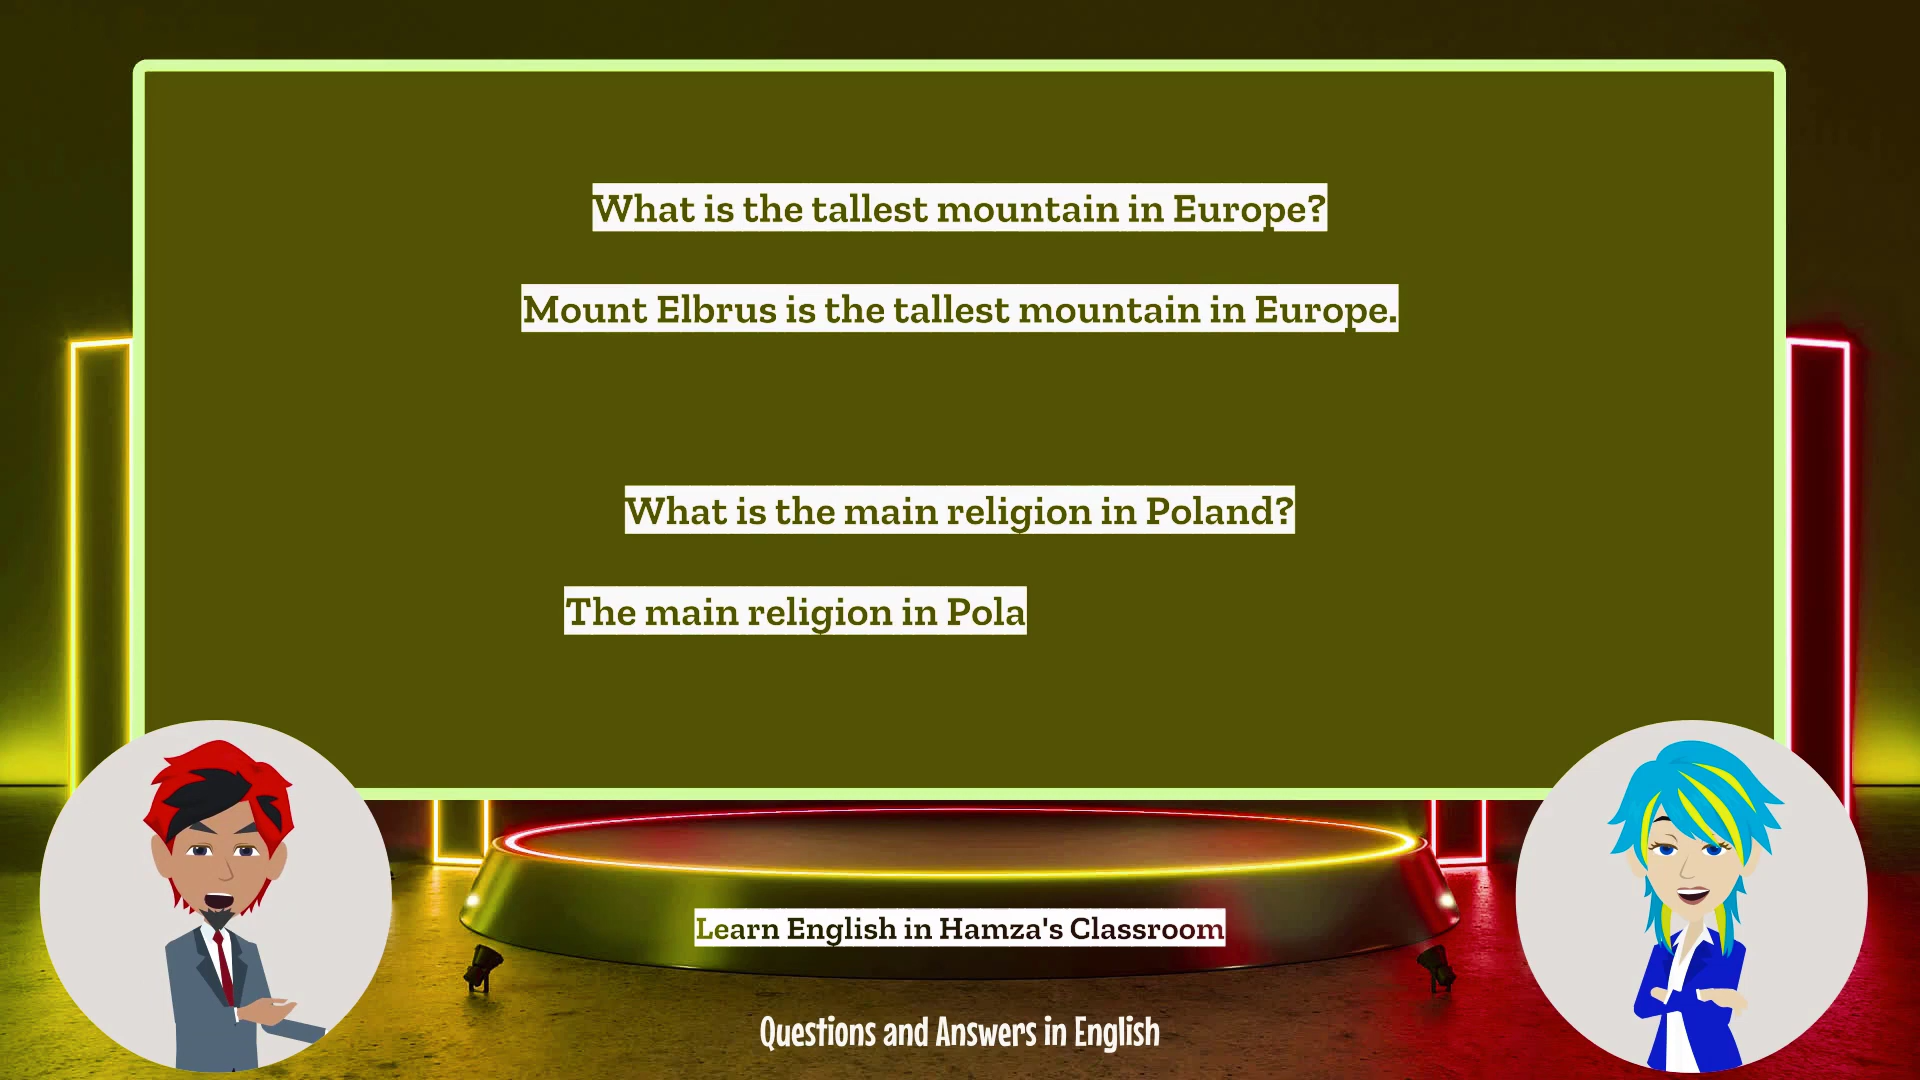 What is the tallest mountain in Europe?
Mount Elbrus is the tallest mountain in Europe.
What is the main religion in Poland?
The main religion in Pola
Learn English in Hamza's Classroom
Questions and Answers in English